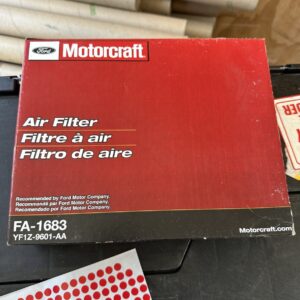 Ford
Motorcraft
Air Filter
Filtre à air
Filtro de aire
Recommended by Ford Motor Company.
Recommandé par Ford Motor Company.
Recomendado por Ford Motor Company.
FA-1683
YF1Z-9601-AA
Motorcraft.com